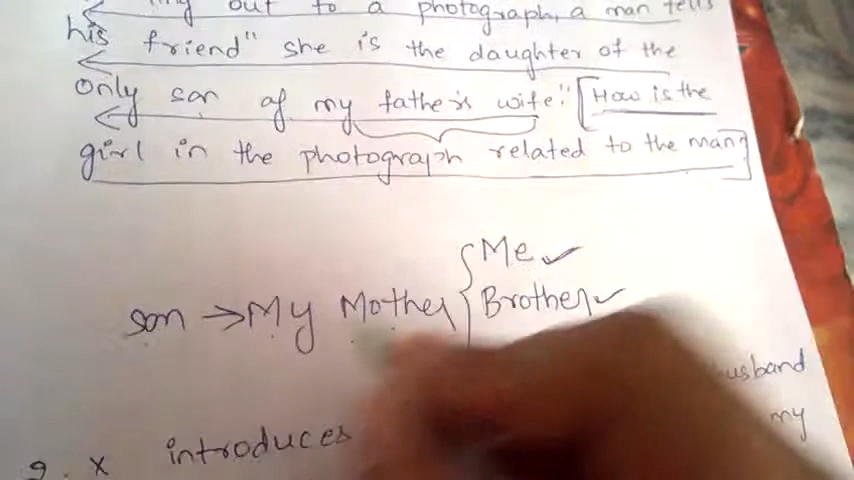 out to a photograph, a man tells
his friend" she is the daughter of the
only son of my father's wife." How is the
girl in the photograph related to the man?
Me ✓
son → My Mother Brother ✓
husband
my
9. X introduces